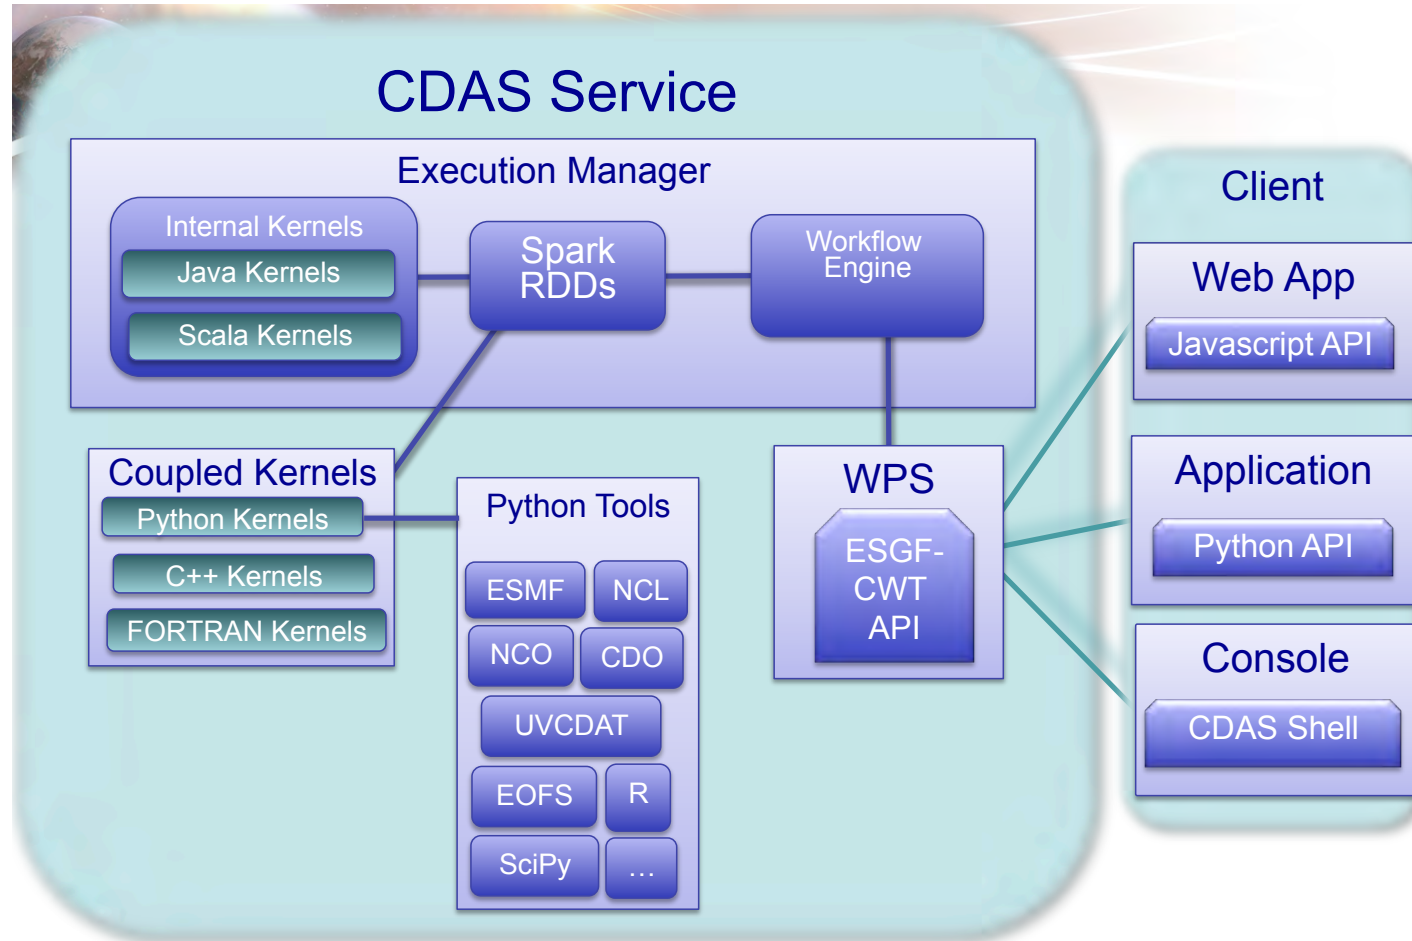 CDAS Service
Execution Manager
Internal Kernels
Java Kernels
Scala Kernels
Spark
RDDs
Workflow
Engine
Coupled Kernels
Python Kernels
C++ Kernels
FORTRAN Kernels
Python Tools
ESMF
NCL
NCO
CDO
UVCDAT
EOFS
R
SciPy
…
WPS
ESGF-
CWT
API
Client
Web App
Javascript API
Application
Python API
Console
CDAS Shell